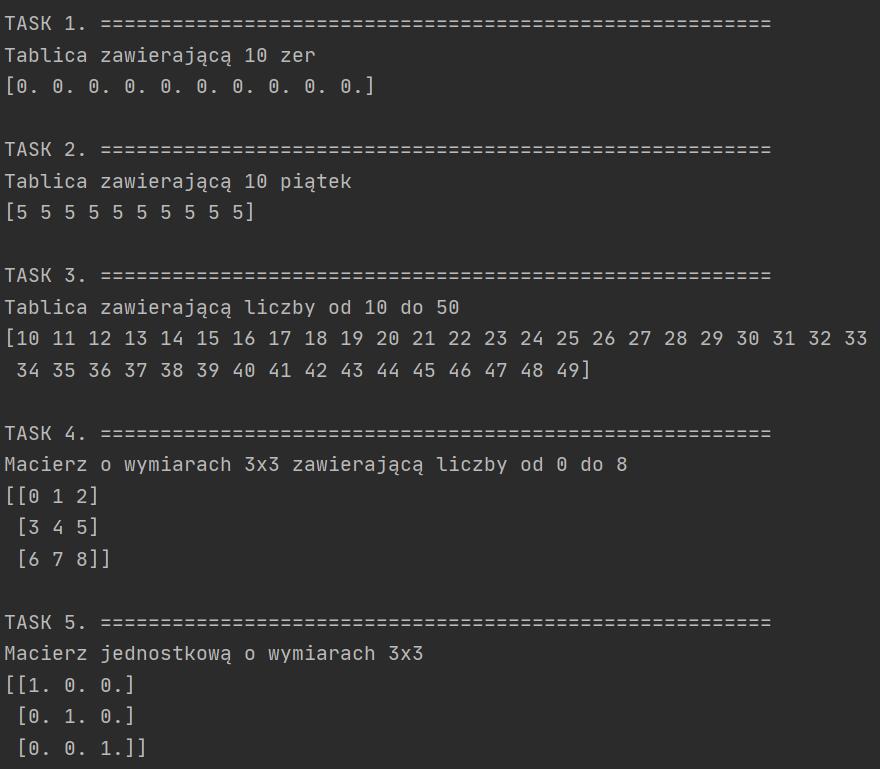 TASK 1. ========================================================
Tablica zawierającą 10 zer
[0. 0. 0. 0. 0. 0. 0. 0. 0. 0.]
TASK 2. ========================================================
Tablica zawierającą 10 piątek
[5 5 5 5 5 5 5 5 5 5]
TASK 3. ========================================================
Tablica zawierającą liczby od 10 do 50
[10 11 12 13 14 15 16 17 18 19 20 21 22 23 24 25 26 27 28 29 30 31 32 33
 34 35 36 37 38 39 40 41 42 43 44 45 46 47 48 49]
TASK 4. ========================================================
Macierz o wymiarach 3x3 zawierającą liczby od 0 do 8
[[0 1 2]
 [3 4 5]
 [6 7 8]]
TASK 5. ========================================================
Macierz jednostkową o wymiarach 3x3
[[1. 0. 0.]
 [0. 1. 0.]
 [0. 0. 1.]]